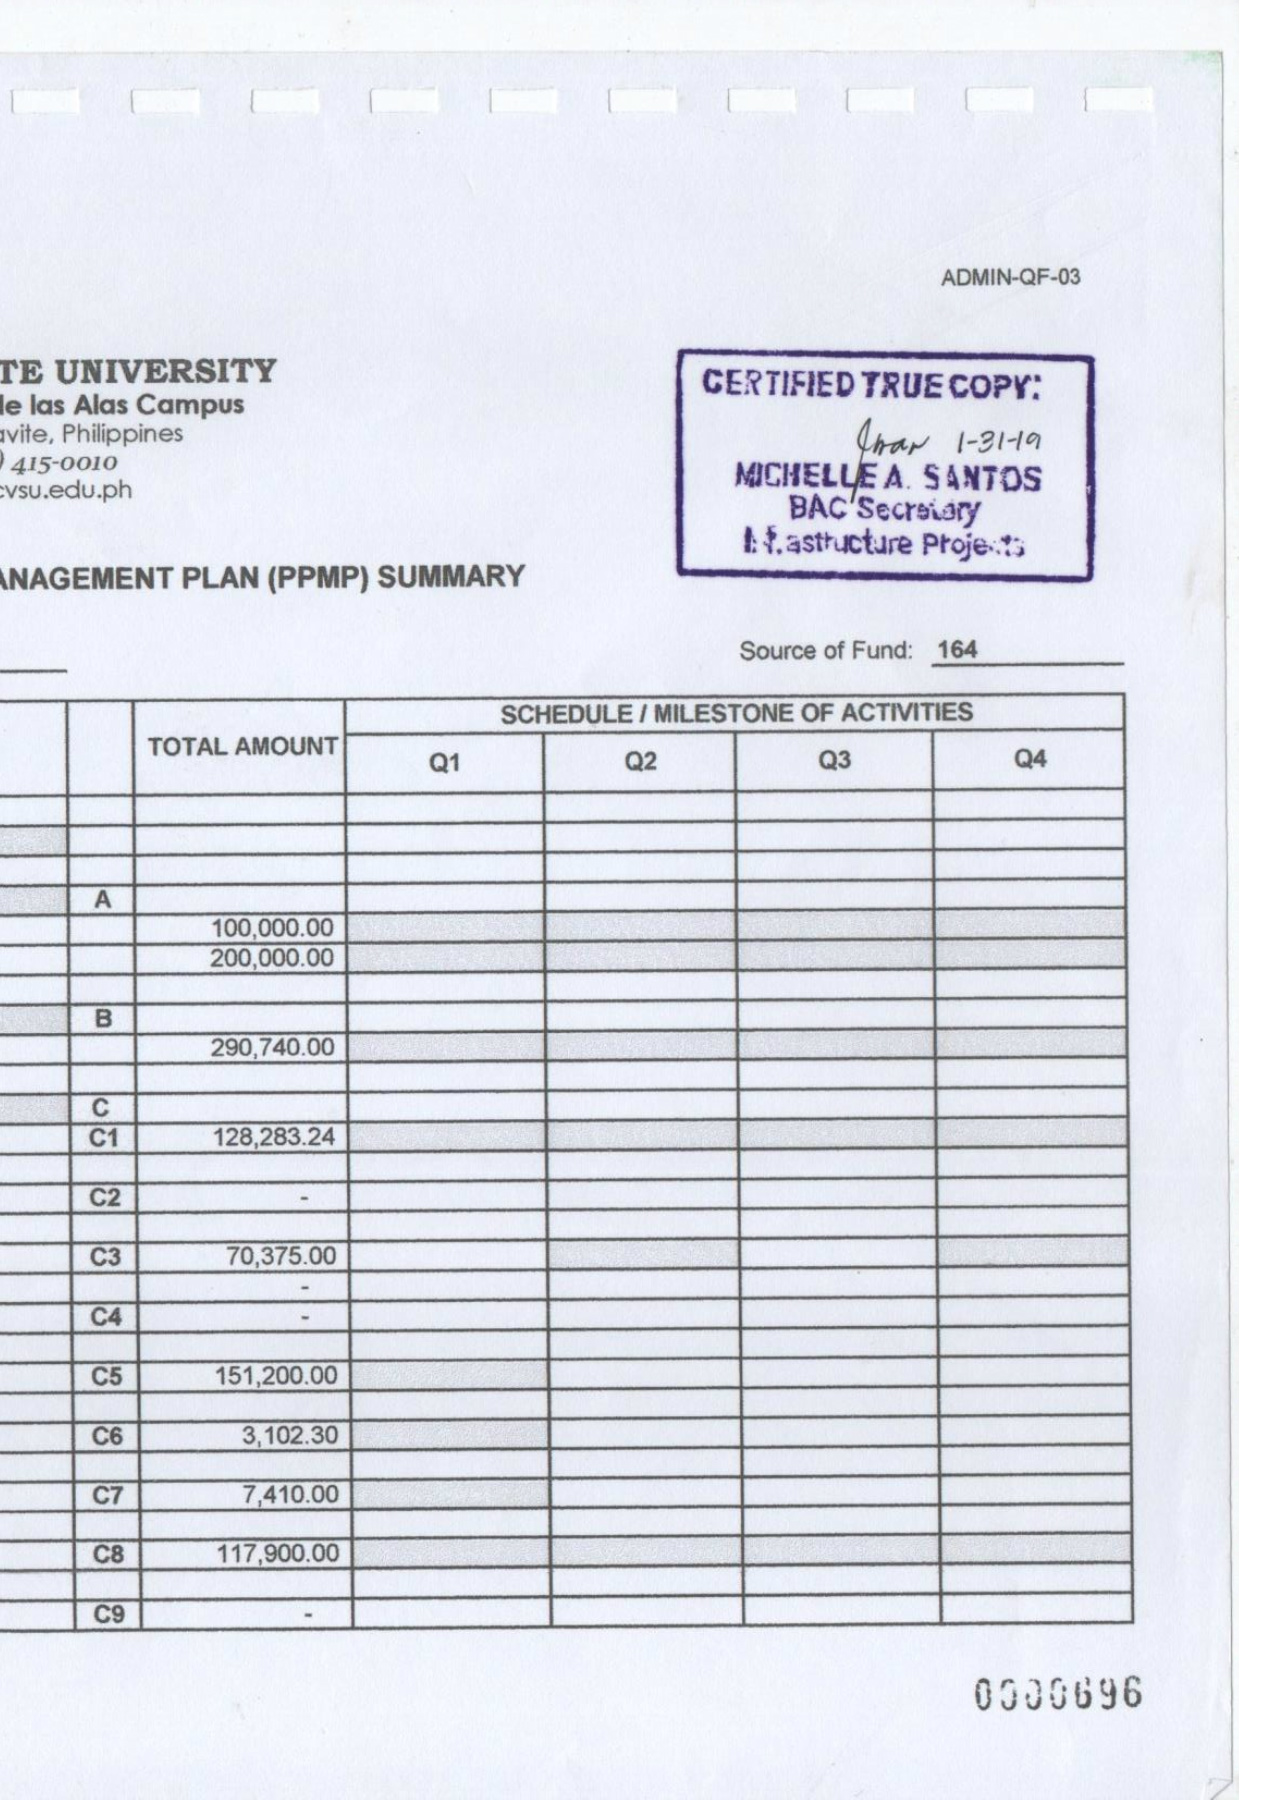 ADMIN-QF-03
TE UNIVERSITY
de las Alas Campus
avite, Philippines
) 415-0010
cvsu.edu.ph
CERTIFIED TRUE COPY:
1-31-19
MICHELLE A. SANTOS
BAC Secretary
Infrastructure Projects
ANAGEMENT PLAN (PPMP) SUMMARY
Source of Fund: 164
TOTAL AMOUNT
SCHEDULE / MILESTONE OF ACTIVITIES
Q1 Q2 Q3 Q4
A
100,000.00
200,000.00
B
290,740.00
C
C1 128,283.24
C2 -
C3 70,375.00
-
C4 -
C5 151,200.00
C6 3,102.30
C7 7,410.00
C8 117,900.00
C9 -
0000696